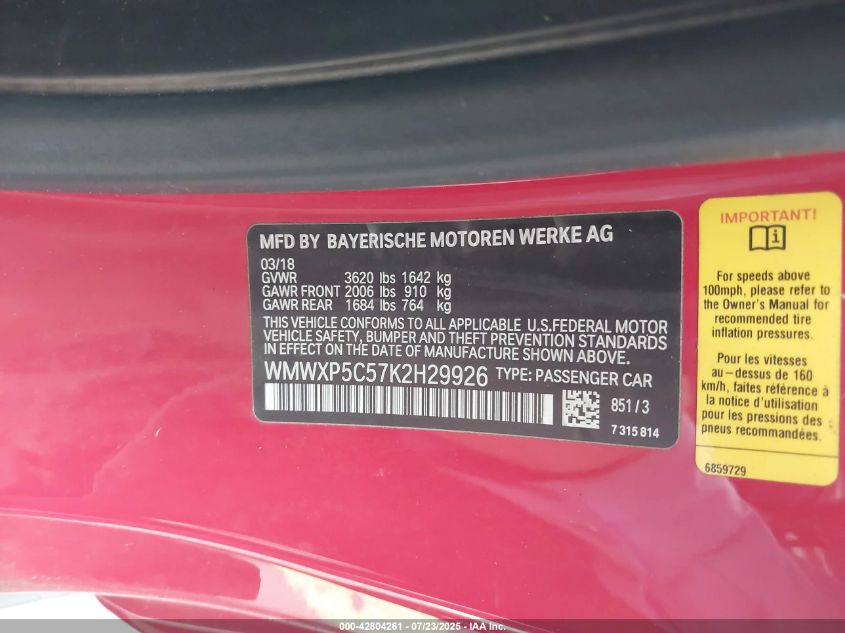 MFD BY BAYERISCHE MOTOREN WERKE AG
03/18
GVWR 3620 lbs 1642 kg
GAWR FRONT 2006 lbs 910 kg
GAWR REAR 1684 lbs 764 kg
THIS VEHICLE CONFORMS TO ALL APPLICABLE U.S.FEDERAL MOTOR
VEHICLE SAFETY, BUMPER AND THEFT PREVENTION STANDARDS
IN EFFECT ON THE DATE OF MANUFACTURE SHOWN ABOVE.
WMWXP5C57K2H29926 TYPE: PASSENGER CAR
851 / 3
7 315 814
IMPORTANT!
For speeds above
100mph, please refer to
the Owner's Manual for
recommended tire
inflation pressures.
Pour les vitesses
au-dessus de 160
km/h, faites référence à
la notice d'utilisation
pour les pressions des
pneus recommandées.
6859729
000-42804261 - 07/23/2025 - IAA Inc.